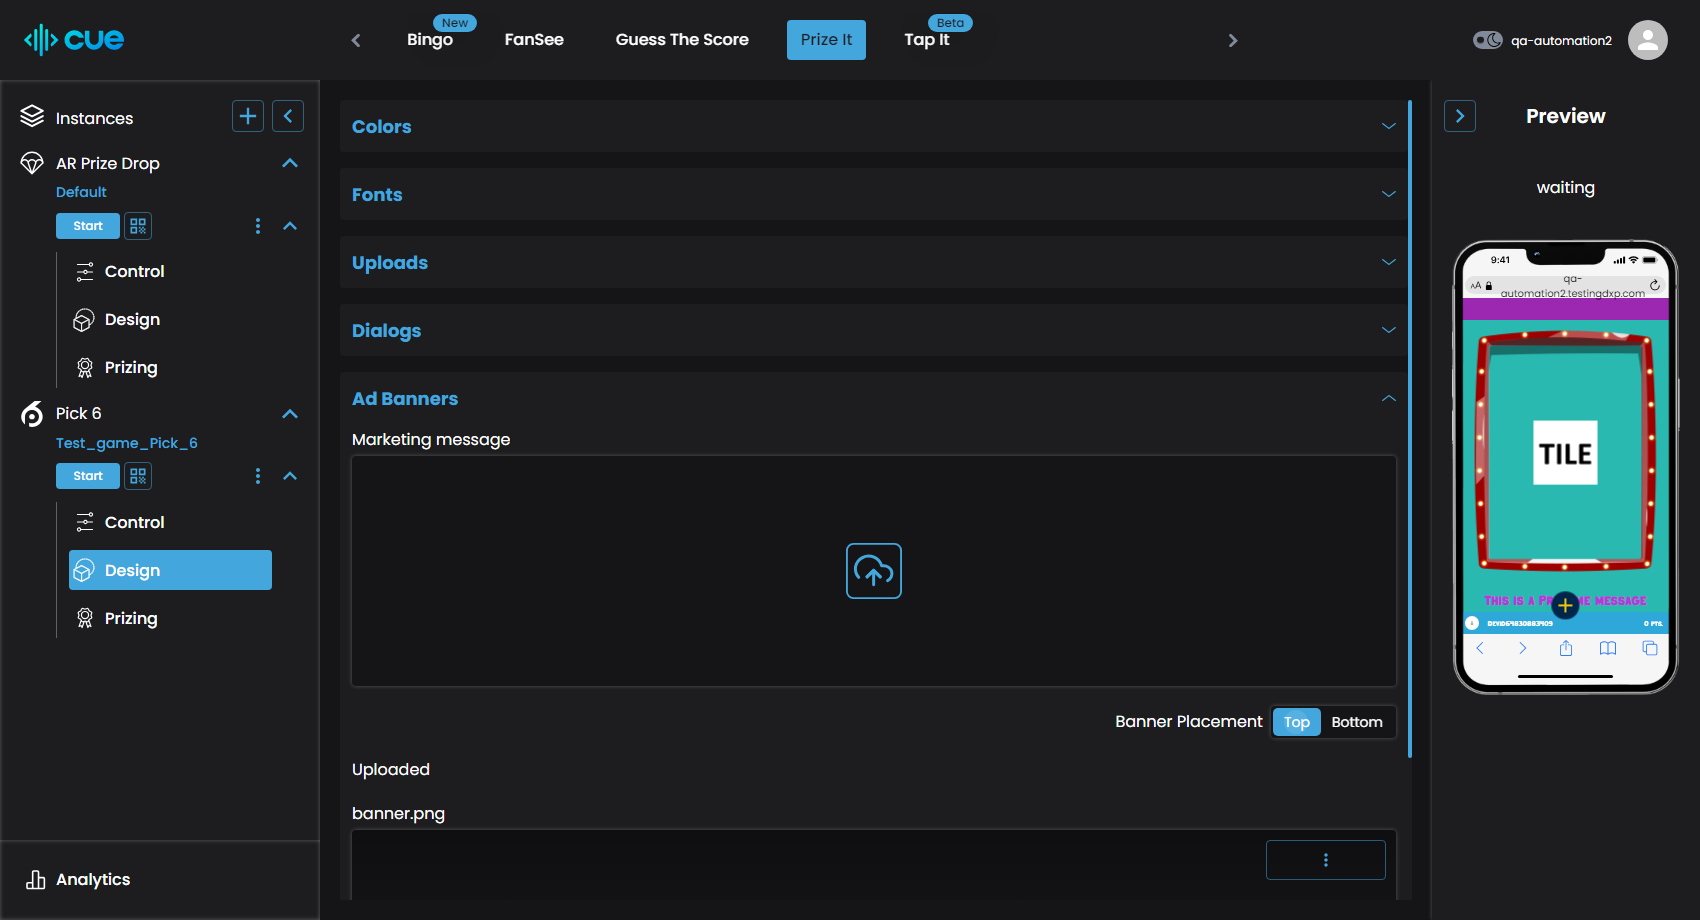 cue
New
Bingo
FanSee
Guess The Score
Prize It
Beta
Tap It
qa-automation2
Instances
AR Prize Drop
Default
Start
Control
Design
Prizing
Pick 6
Test_game_Pick_6
Start
Control
Design
Prizing
Analytics
Colors
Fonts
Uploads
Dialogs
Ad Banners
Marketing message
Banner Placement
Top
Bottom
Uploaded
banner.png
Preview
waiting
9:41
AA
qa-
automation2.testingdxp.com
TILE
THIS IS A
ME MESSAGE
0 PTS.